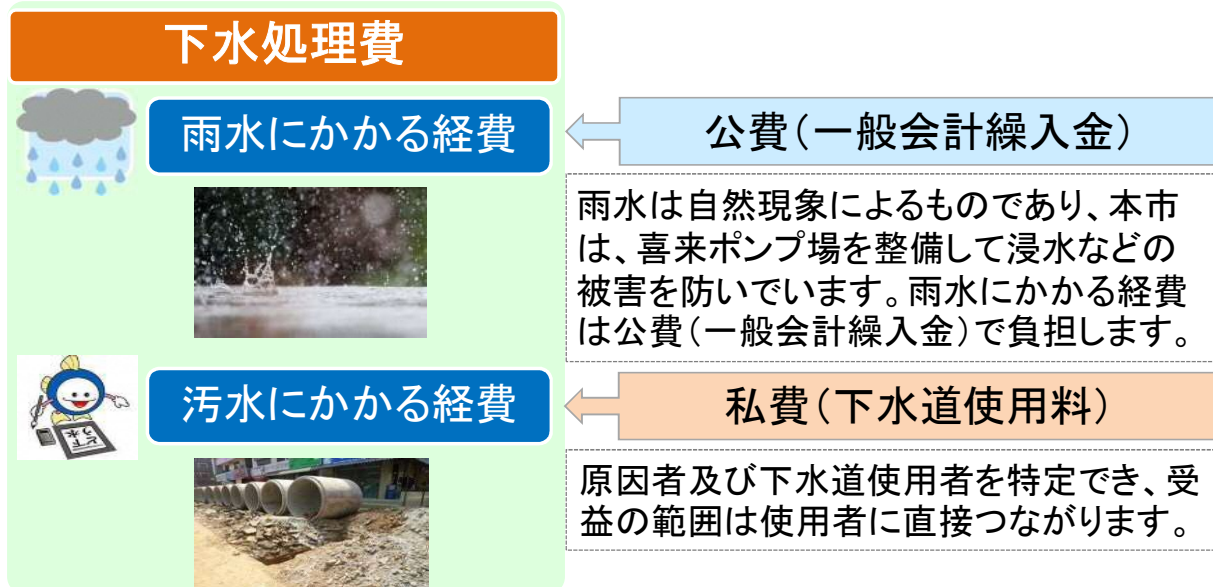 下水処理費
雨水にかかる経費
公費(一般会計繰入金)
雨水は自然現象によるものであり、本市
は、喜来ポンプ場を整備して浸水などの
被害を防いでいます。雨水にかかる経費
は公費(一般会計繰入金)で負担します。
汚水にかかる経費
私費(下水道使用料)
原因者及び下水道使用者を特定でき、受
益の範囲は使用者に直接つながります。